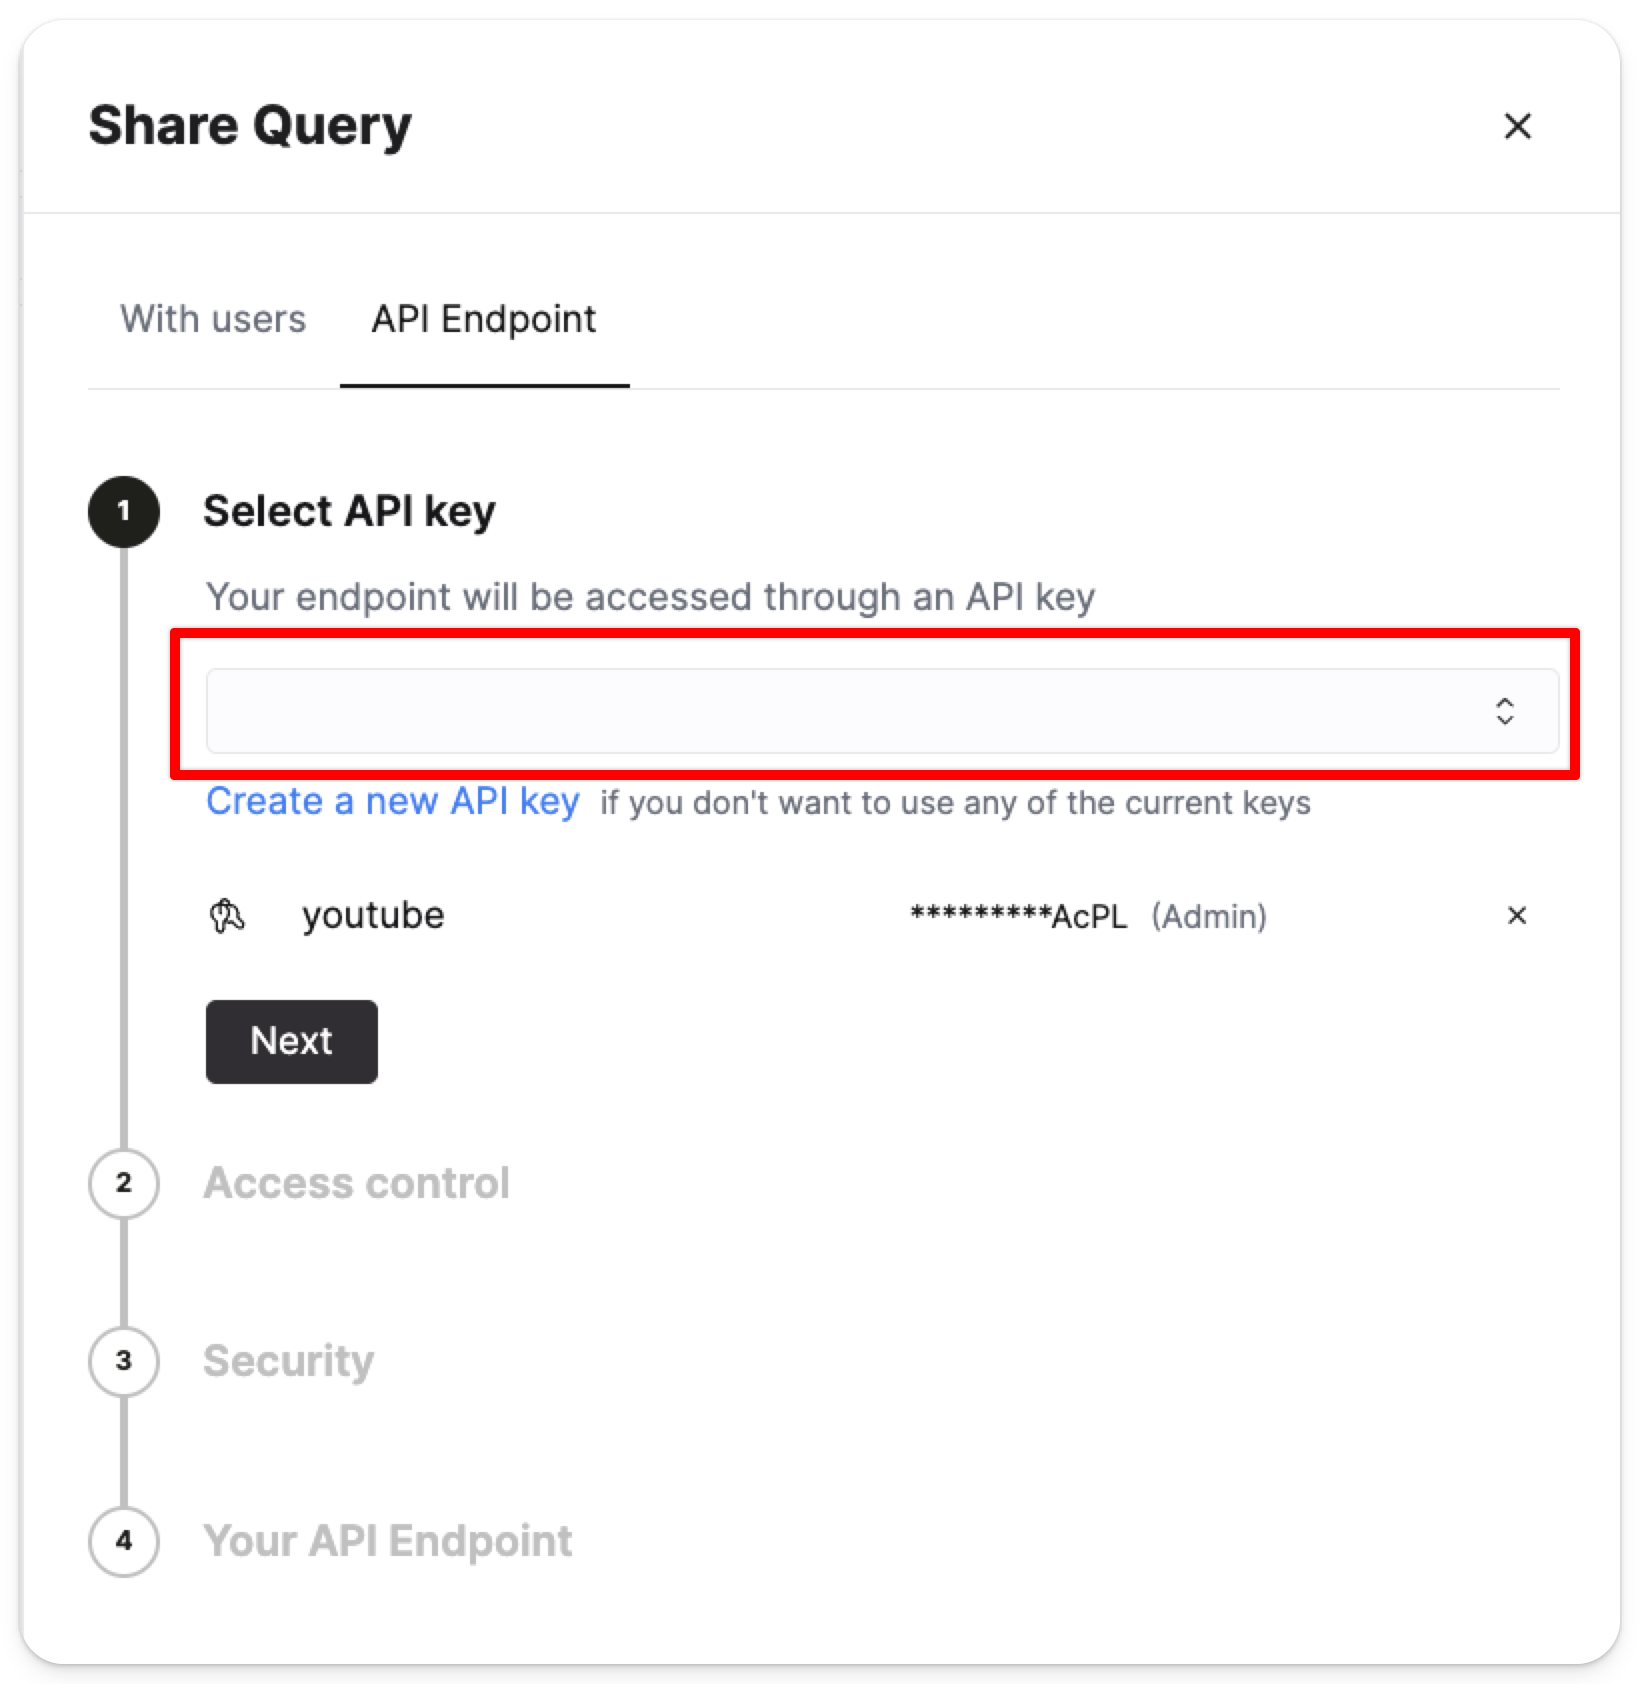 Share Query
With users API Endpoint
1 Select API key
Your endpoint will be accessed through an API key
Create a new API key if you don't want to use any of the current keys
youtube *********AcPL (Admin)
Next
2 Access control
3 Security
4 Your API Endpoint